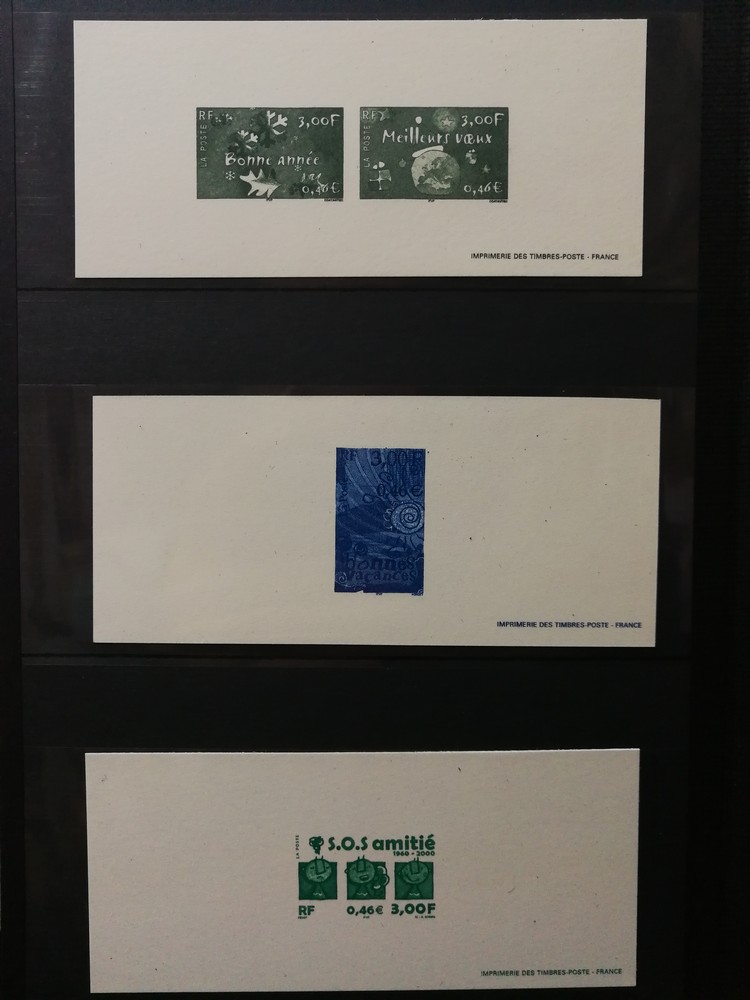 RF
LA POSTE
3,00F
Bonne année
0,46€
ITVF
RF
LA POSTE
3,00F
Meilleurs vœux
0,46€
IMPRIMERIE DES TIMBRES-POSTE - FRANCE
RF
3,00F
0,46€
Bonnes
vacances
IMPRIMERIE DES TIMBRES-POSTE - FRANCE
LA POSTE
S.O.S amitié
1960 - 2000
RF
0,46€
3,00F
IMPRIMERIE DES TIMBRES-POSTE - FRANCE